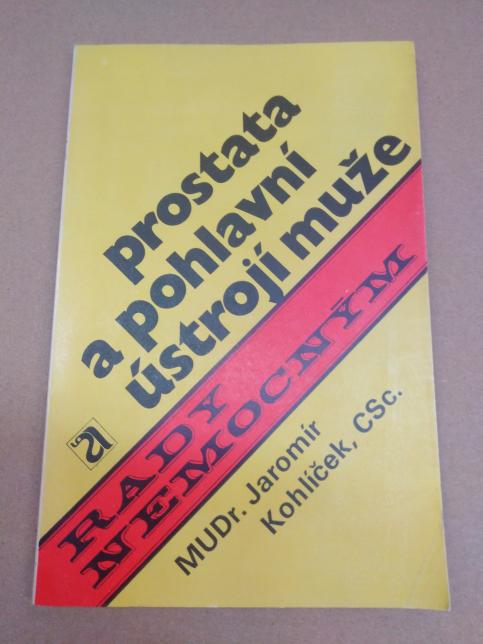 prostata
a pohlavní
ústrojí muže
RADY
NEMOCNÝM
MUDr. Jaromír
Kohlíček, CSc.